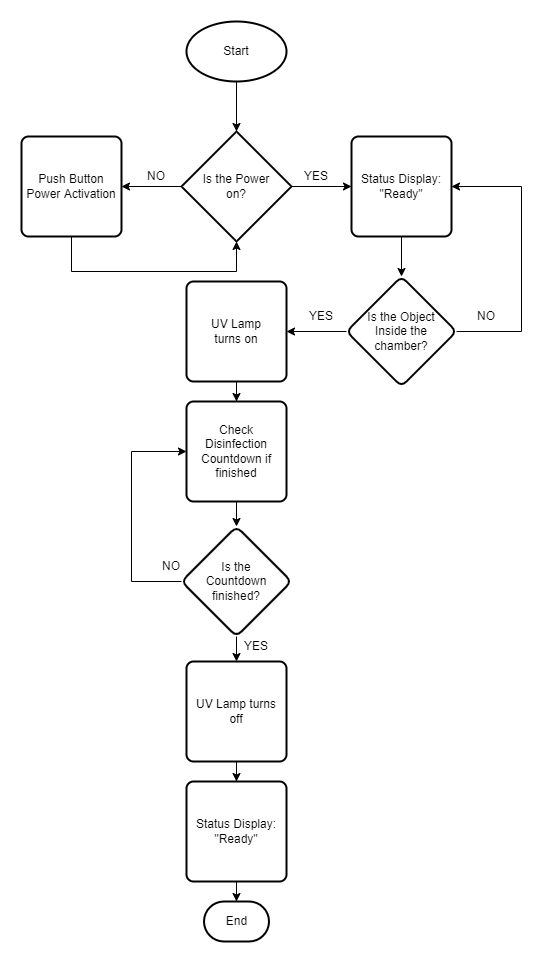 Start
Is the Power
on?
NO
Push Button
Power Activation
YES
Status Display:
"Ready"
Is the Object
Inside the
chamber?
NO
YES
UV Lamp
turns on
Check
Disinfection
Countdown if
finished
Is the
Countdown
finished?
NO
YES
UV Lamp turns
off
Status Display:
"Ready"
End